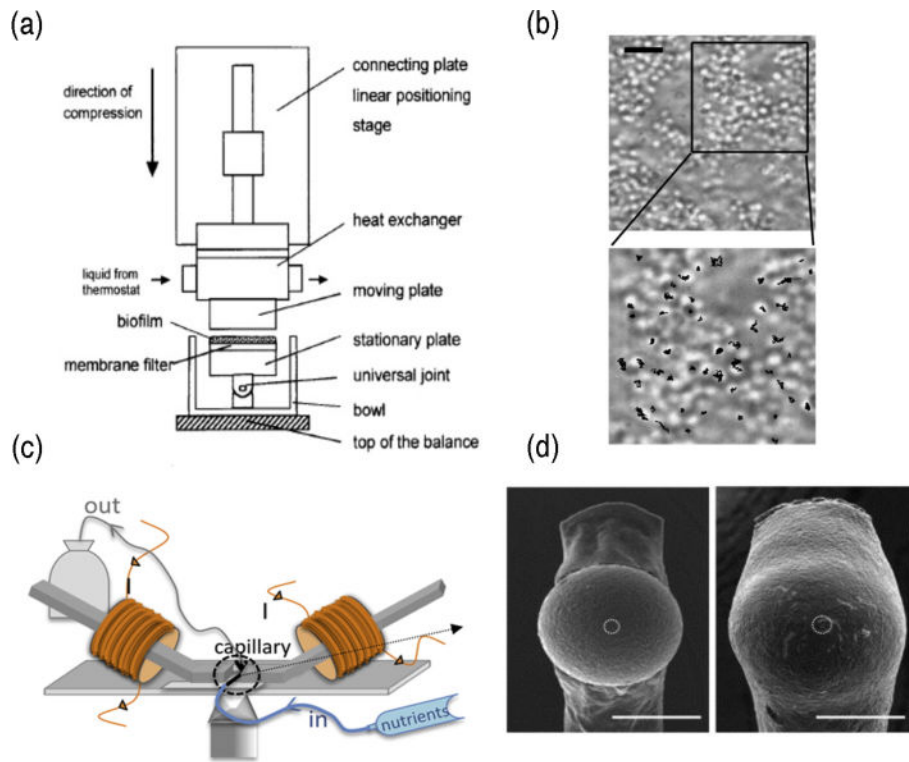 (a)
direction of
compression
connecting plate
linear positioning
stage
heat exchanger
liquid from
thermostat
moving plate
biofilm
stationary plate
membrane filter
universal joint
bowl
top of the balance
(b)
(c)
out
I
I
capillary
in
nutrients
(d)